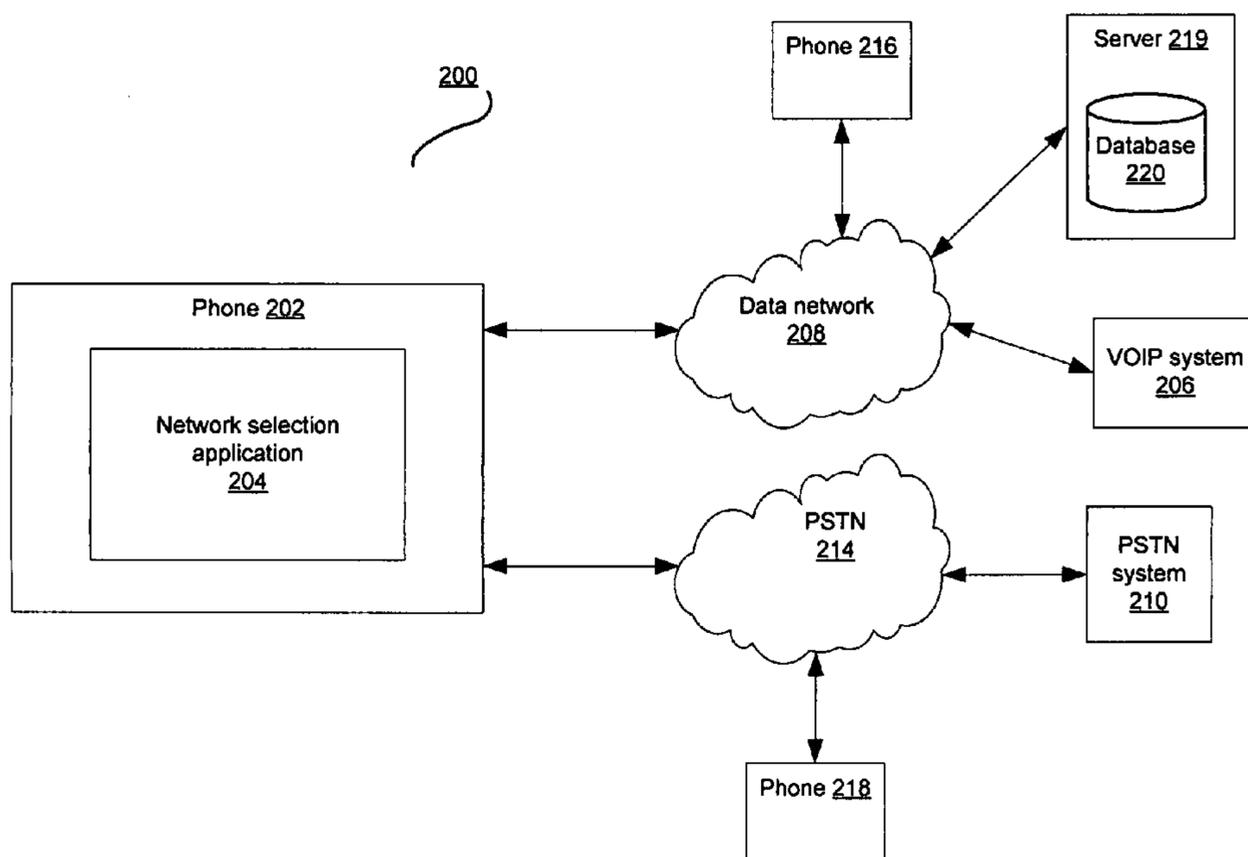 200
Phone 216
Server 219
Database
220
Phone 202
Network selection
application
204
Data network
208
VOIP system
206
PSTN
214
PSTN
system
210
Phone 218